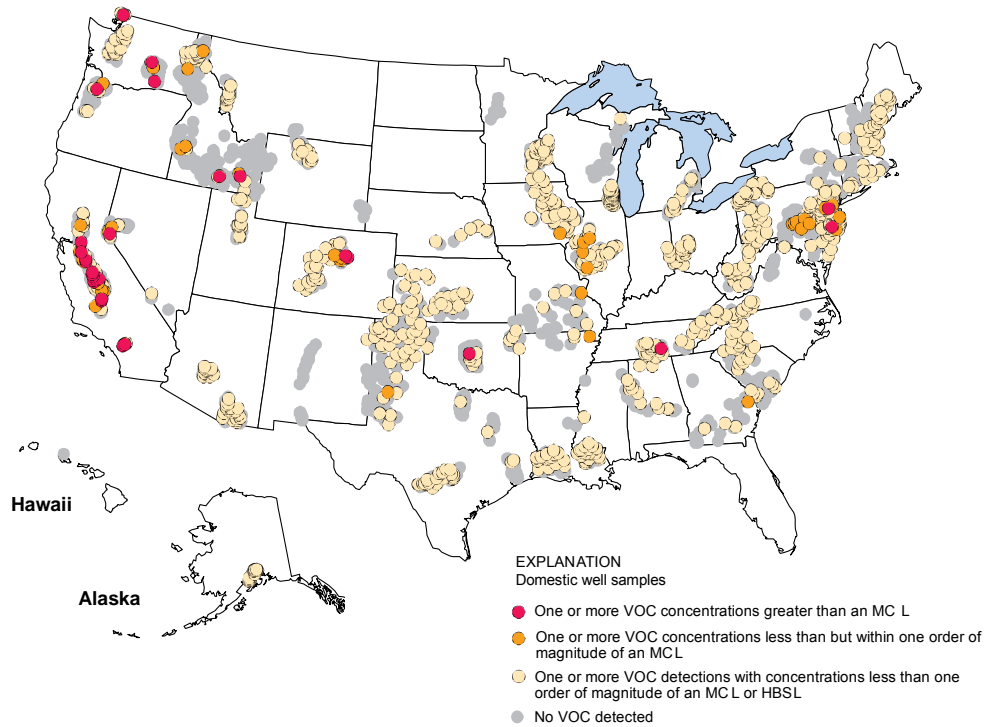 Hawaii
Alaska
EXPLANATION
Domestic well samples
One or more VOC concentrations greater than an MC L
One or more VOC concentrations less than but within one order of
magnitude of an MCL
One or more VOC detections with concentrations less than one
order of magnitude of an MC L or HBSL
No VOC detected